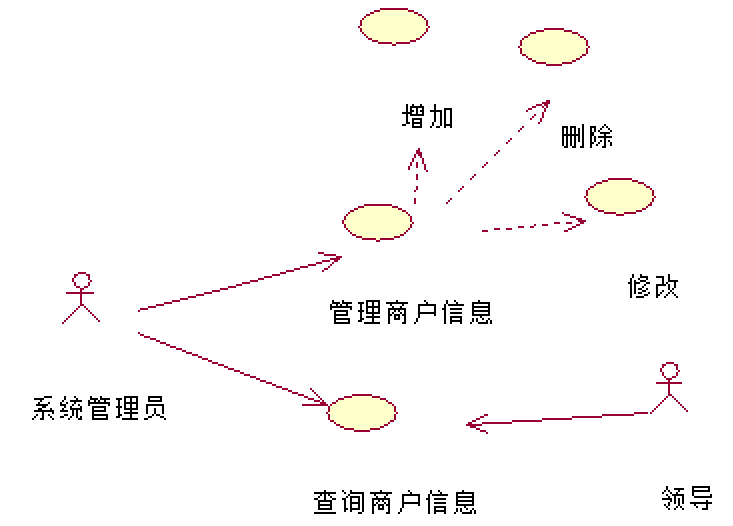 增加
删除
修改
管理商户信息
系统管理员
查询商户信息
领导